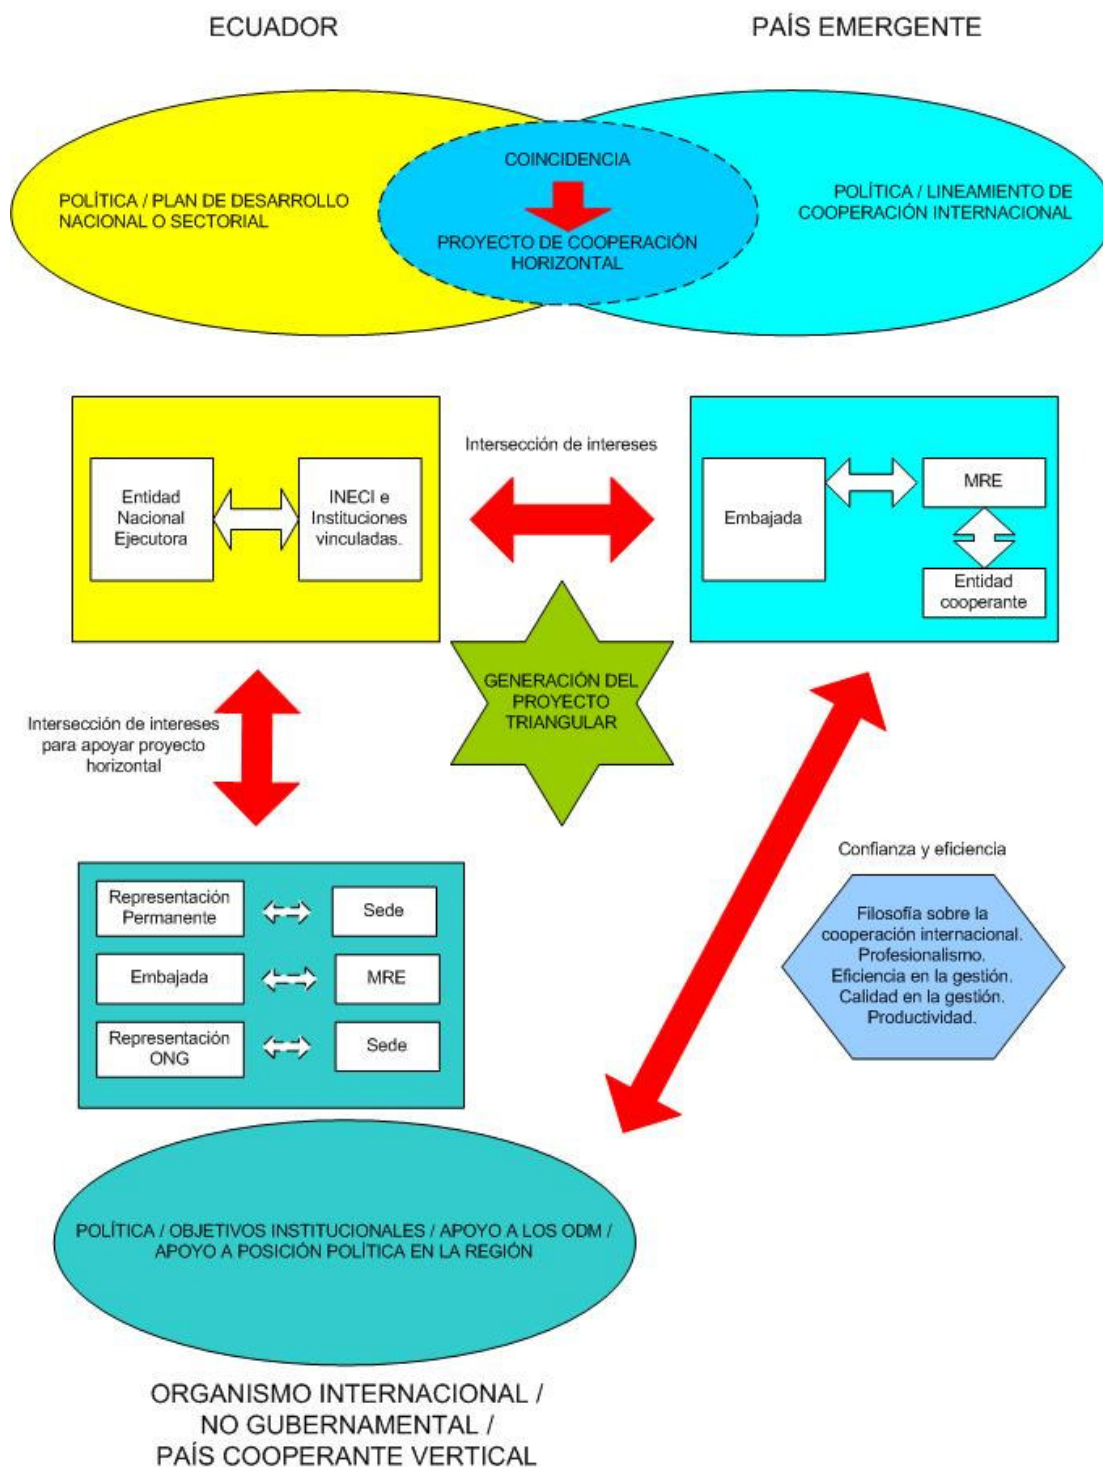 ECUADOR
PAÍS EMERGENTE
COINCIDENCIA
POLÍTICA / PLAN DE DESARROLLO
NACIONAL O SECTORIAL
POLÍTICA / LINEAMIENTO DE
COOPERACIÓN INTERNACIONAL
PROYECTO DE COOPERACIÓN
HORIZONTAL
Entidad
Nacional
Ejecutora
INECI e
Instituciones
vinculadas.
Intersección de intereses
Embajada
MRE
Entidad
cooperante
GENERACIÓN DEL
PROYECTO
TRIANGULAR
Intersección de intereses
para apoyar proyecto
horizontal
Representación
Permanente
Sede
Embajada
MRE
Representación
ONG
Sede
Confianza y eficiencia
Filosofía sobre la
cooperación internacional.
Profesionalismo.
Eficiencia en la gestión.
Calidad en la gestión.
Productividad.
POLÍTICA / OBJETIVOS INSTITUCIONALES / APOYO A LOS ODM /
APOYO A POSICIÓN POLÍTICA EN LA REGIÓN
ORGANISMO INTERNACIONAL /
NO GUBERNAMENTAL /
PAÍS COOPERANTE VERTICAL